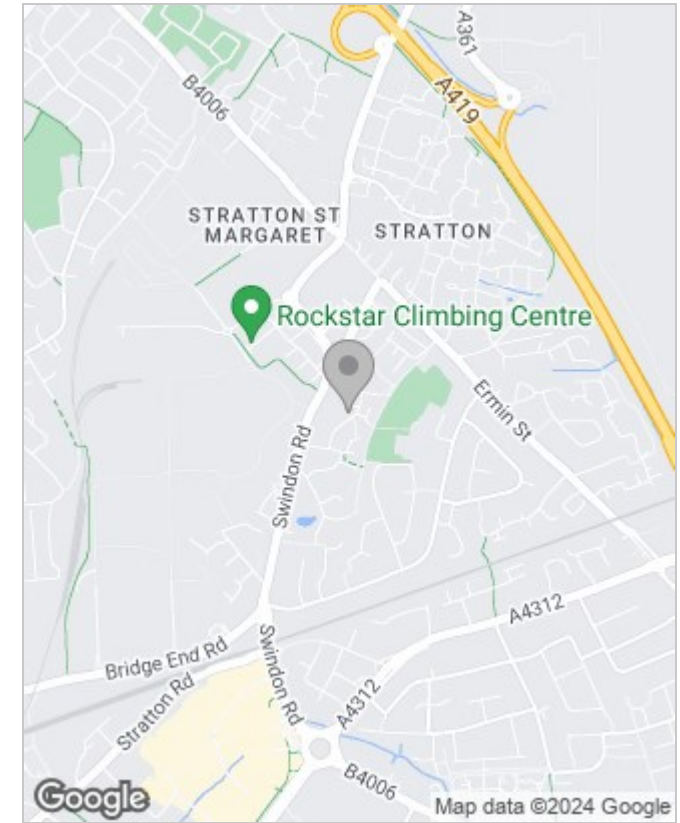 A361
B4006
A419
STRATTON ST
MARGARET
STRATTON
Rockstar Climbing Centre
Ermin St
Swindon Rd
A4312
Bridge End Rd
Swindon Rd
Stratton Rd
A4312
B4006
Google
Map data ©2024 Google